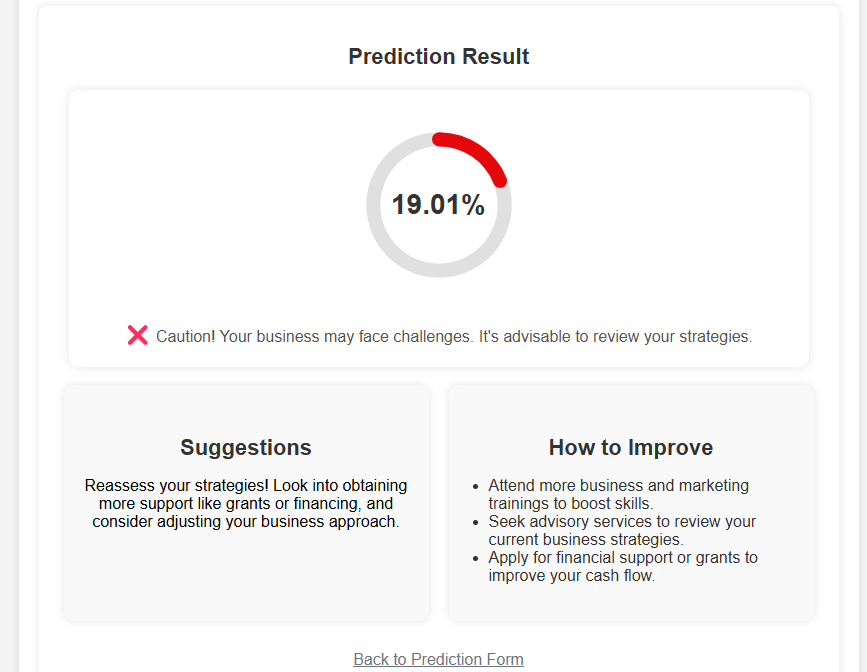 Prediction Result
19.01%
❌ Caution! Your business may face challenges. It's advisable to review your strategies.
Suggestions
Reassess your strategies! Look into obtaining
more support like grants or financing, and
consider adjusting your business approach.
How to Improve
• Attend more business and marketing
trainings to boost skills.
• Seek advisory services to review your
current business strategies.
• Apply for financial support or grants to
improve your cash flow.
Back to Prediction Form